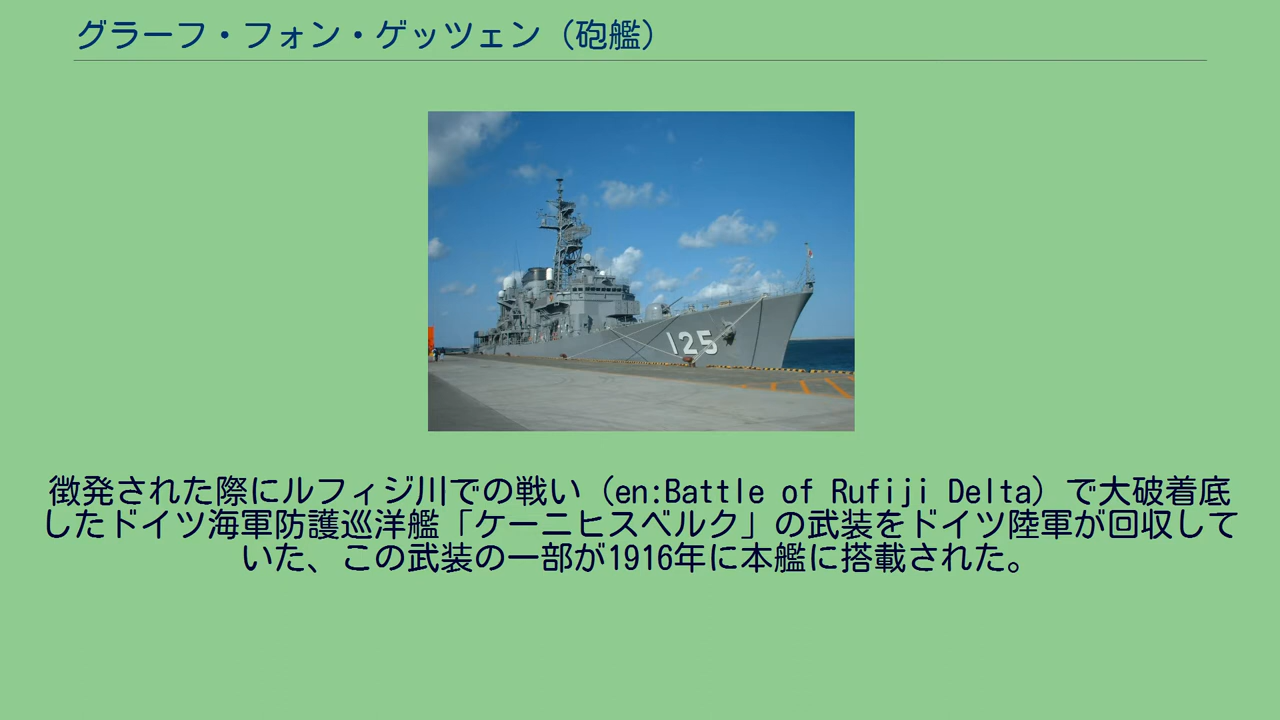 グラーフ・フォン・ゲッツェン（砲艦）
125
徴発された際にルフィジ川での戦い（en:Battle of Rufiji Delta）で大破着底
したドイツ海軍防護巡洋艦「ケーニヒスベルク」の武装をドイツ陸軍が回収して
いた、この武装の一部が1916年に本艦に搭載された。